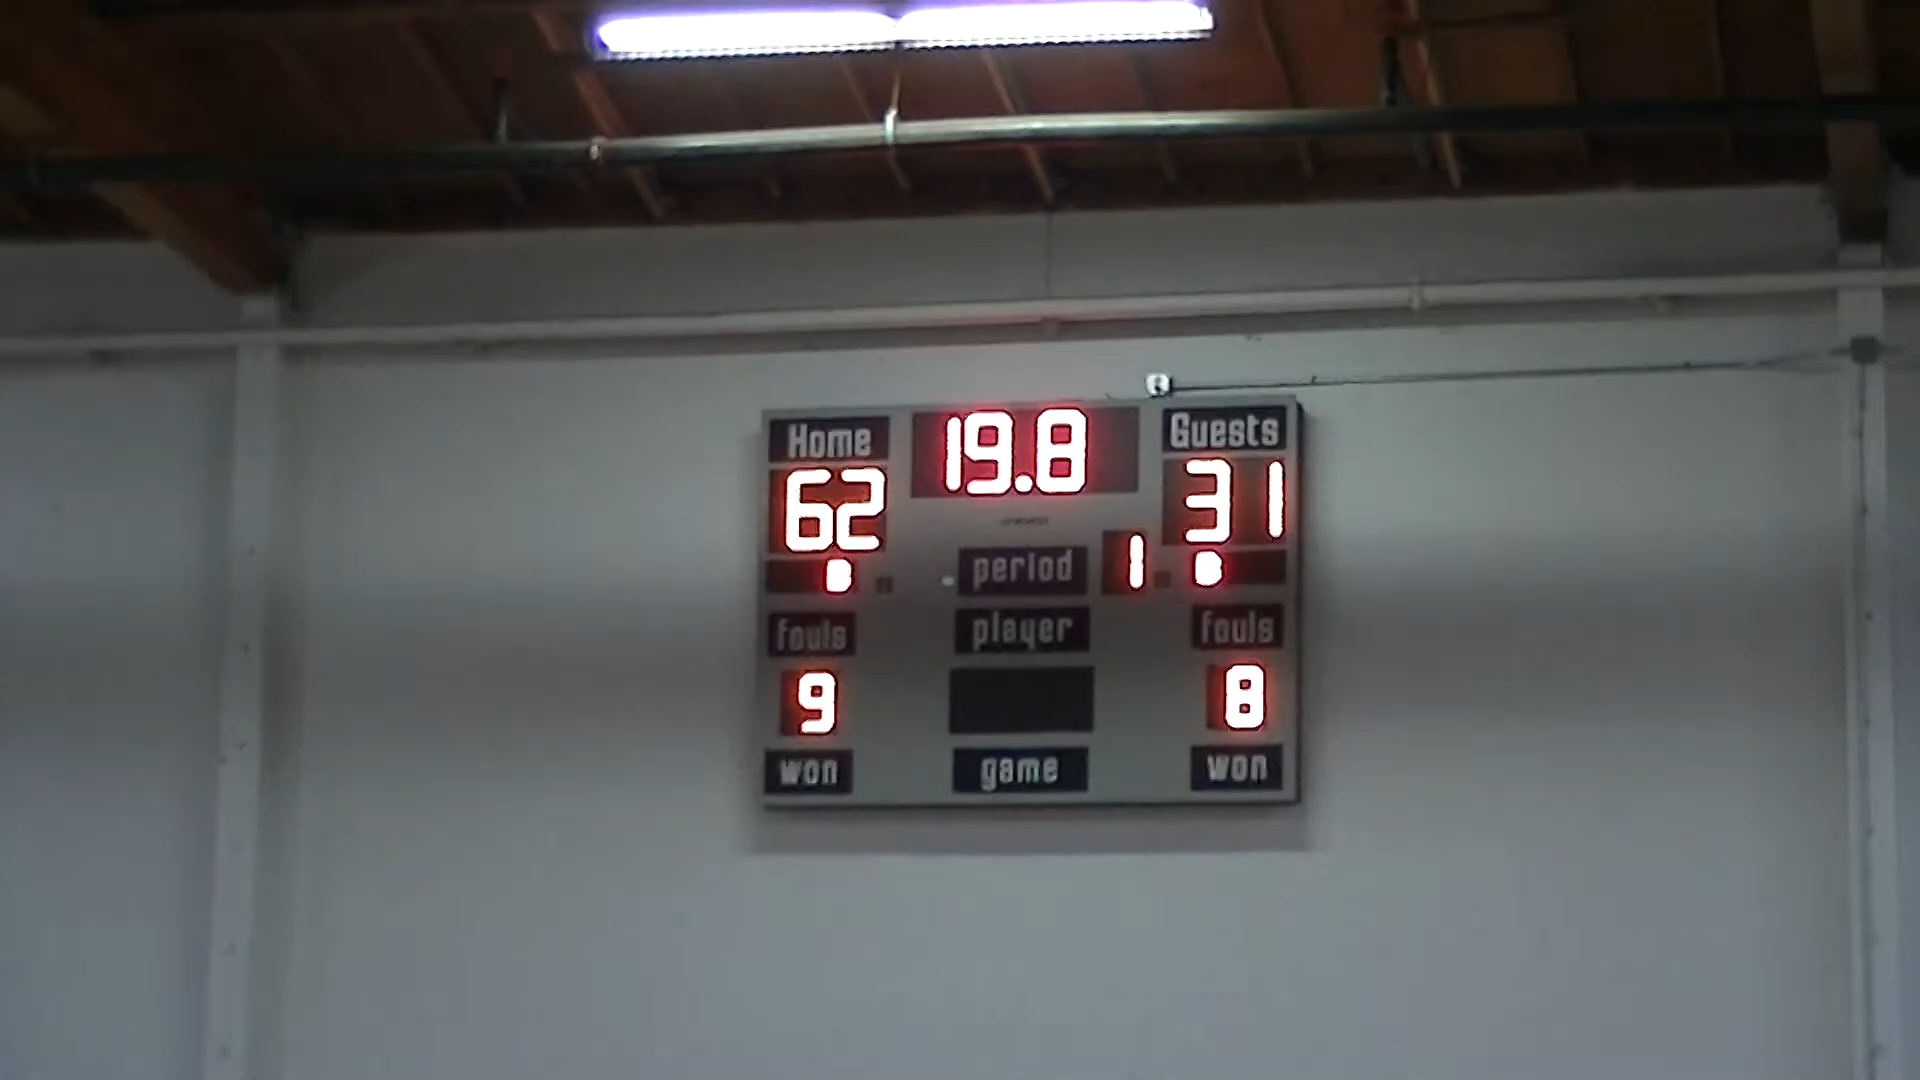 Home 19.8 Guests
62 31
B period 1 B
fouls player fouls
9 8
won game won